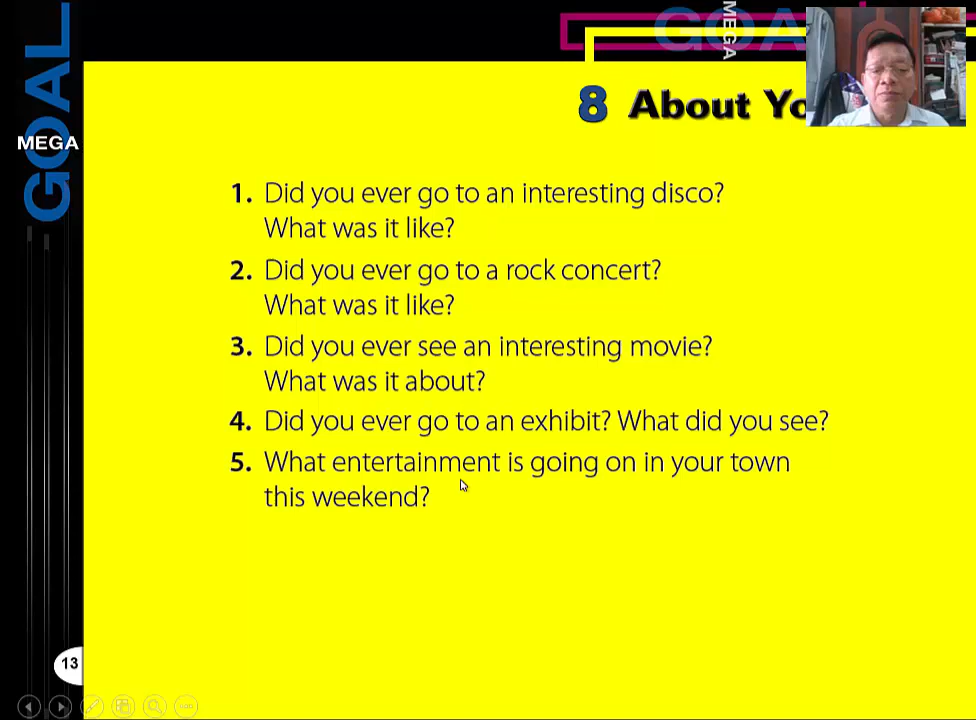 GOAL
MEGA
GOAL
MEGA
8 About Yo
1. Did you ever go to an interesting disco?
What was it like?
2. Did you ever go to a rock concert?
What was it like?
3. Did you ever see an interesting movie?
What was it about?
4. Did you ever go to an exhibit? What did you see?
5. What entertainment is going on in your town
this weekend?
13